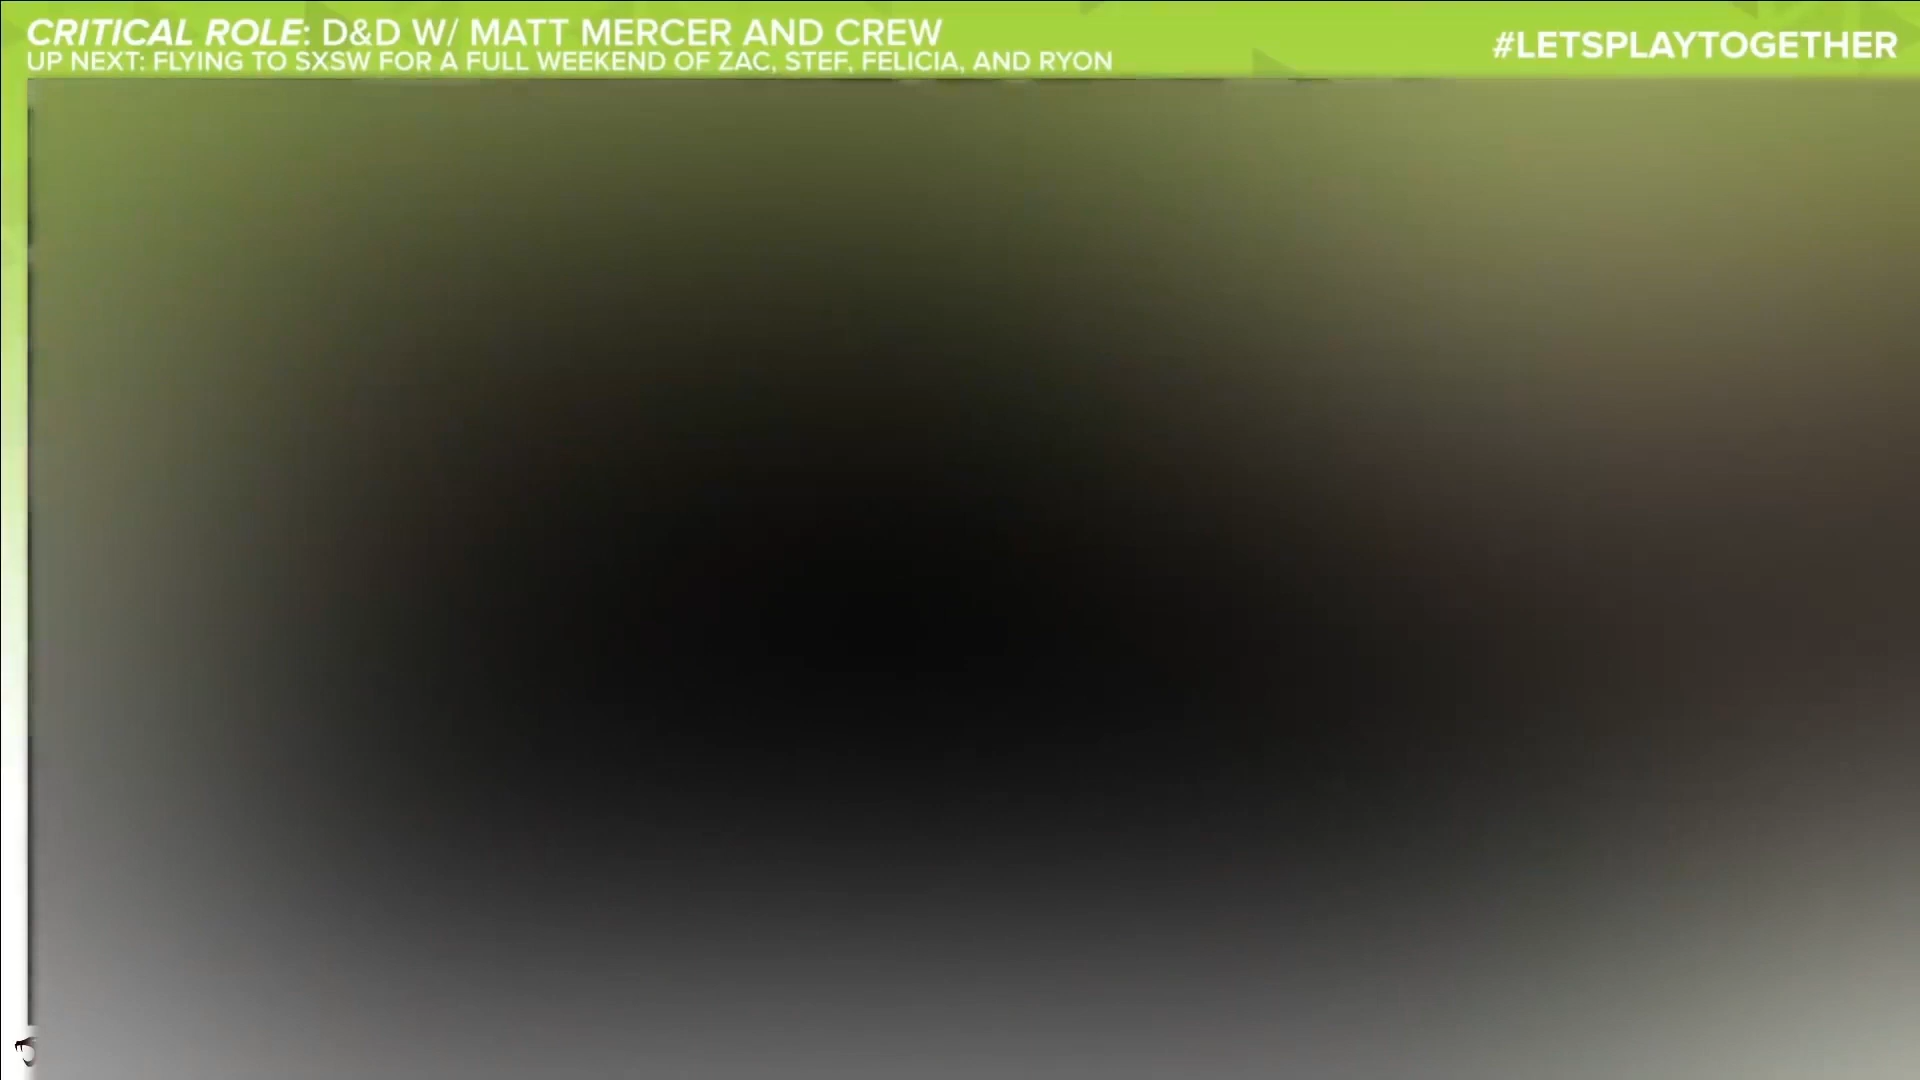 CRITICAL ROLE: D&D W/ MATT MERCER AND CREW
UP NEXT: FLYING TO SXSW FOR A FULL WEEKEND OF ZAC, STEF, FELICIA, AND RYON
#LETSPLAYTOGETHER